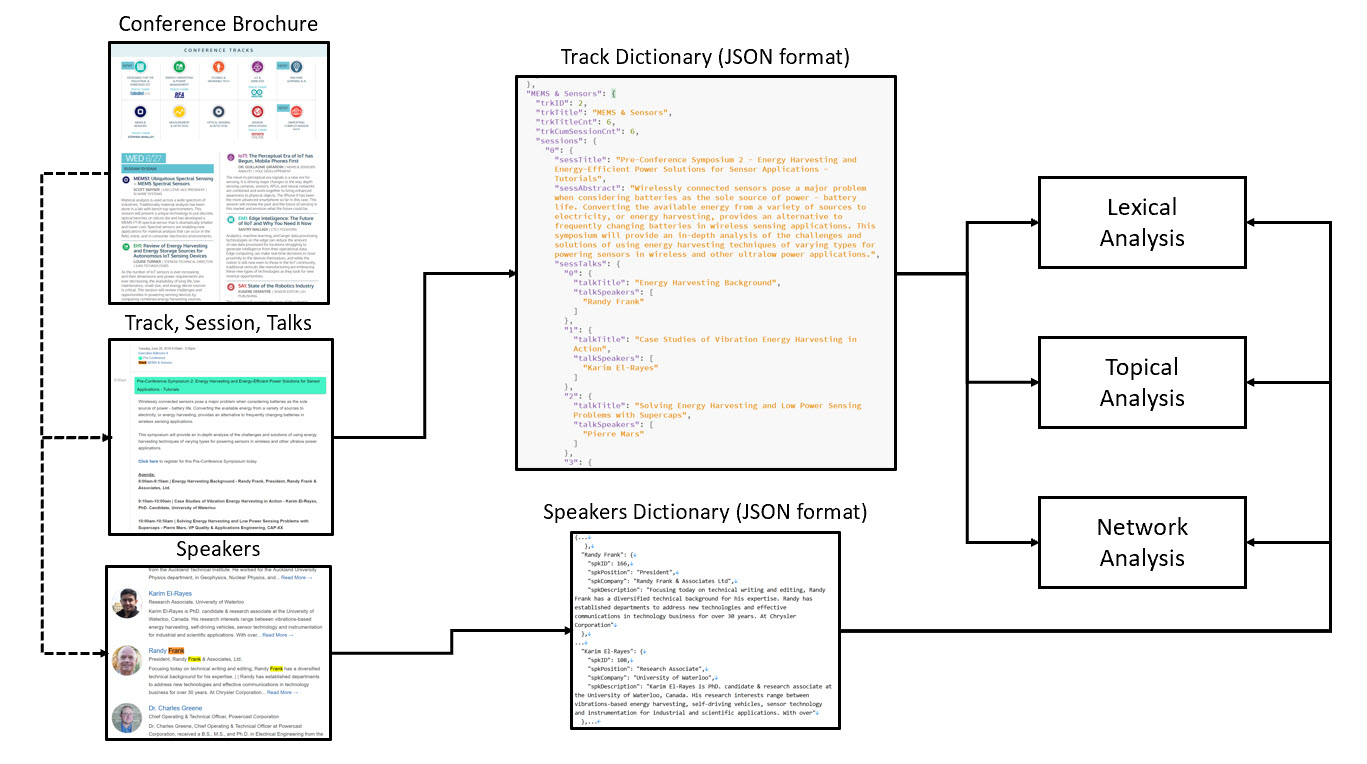 Conference Brochure
CONFERENCE TRACKS
WED 6/27
MEMS1: Ubiquitous Spectral Sensing
– MEMS Spectral Sensors
EH1: Review of Energy Harvesting
and Energy Storage Sources for
Autonomous IoT Sensing Devices
IoT1: The Perceptual Era of IoT has
Begun, Mobile Phones First
EMI1: Edge Intelligence: The Future
of IoT and Why You Need It Now
SA1: State of the Robotics Industry
Track, Session, Talks
Pre-Conference Symposium 2: Energy Harvesting and Energy-Efficient Power Solutions for Sensor
Applications - Tutorials
Wirelessly connected sensors pose a major problem when considering batteries as the sole
source of power - battery life. Converting the available energy from a variety of sources to
electricity, or energy harvesting, provides an alternative to frequently changing batteries in
wireless sensing applications.
This symposium will provide an in-depth analysis of the challenges and solutions of using energy
harvesting techniques of varying types for powering sensors in wireless and other ultralow power
applications.
Click here to register for this Pre-Conference Symposium today.
Agenda:
9:00am-9:10am | Energy Harvesting Background - Randy Frank, President, Randy Frank &
Associates, Ltd.
9:10am-10:00am | Case Studies of Vibration Energy Harvesting in Action - Karim El-Rayes,
PhD. Candidate, University of Waterloo
10:00am-10:50am | Solving Energy Harvesting and Low Power Sensing Problems with
Supercaps - Pierre Mars, VP Quality & Applications Engineering, CAP-XX
Speakers
from the Auckland Technical Institute. He worked for the Auckland University
Physics department, in Geophysics, Nuclear Physics, and... Read More →
Karim El-Rayes
Research Associate, University of Waterloo
Karim El-Rayes is PhD. candidate & research associate at the University of
Waterloo, Canada. His research interests range between vibrations-based
energy harvesting, self-driving vehicles, sensor technology and instrumentation
for industrial and scientific applications. With over... Read More →
Randy Frank
President, Randy Frank & Associates, Ltd.
Focusing today on technical writing and editing, Randy Frank has a diversified
technical background for his expertise. | | Randy has established departments
to address new technologies and effective communications in technology
business for over 30 years. At Chrysler Corporation... Read More →
Dr. Charles Greene
Chief Operating & Technical Officer, Powercast Corporation
Dr. Charles Greene, Chief Operating & Technical Officer at Powercast
Corporation, received a B.S., M.S., and Ph.D. in Electrical Engineering from the
Track Dictionary (JSON format)
},
"MEMS & Sensors": {
"trkID": 2,
"trkTitle": "MEMS & Sensors",
"trkTitleCnt": 6,
"trkCumSessionCnt": 6,
"sessions": {
"0": {
"sessTitle": "Pre-Conference Symposium 2 - Energy Harvesting and
Energy-Efficient Power Solutions for Sensor Applications -
Tutorials",
"sessAbstract": "Wirelessly connected sensors pose a major problem
when considering batteries as the sole source of power - battery
life. Converting the available energy from a variety of sources to
electricity, or energy harvesting, provides an alternative to
frequently changing batteries in wireless sensing applications. This
symposium will provide an in-depth analysis of the challenges and
solutions of using energy harvesting techniques of varying types for
powering sensors in wireless and other ultralow power applications.",
"sessTalks": {
"0": {
"talkTitle": "Energy Harvesting Background",
"talkSpeakers": [
"Randy Frank"
]
},
"1": {
"talkTitle": "Case Studies of Vibration Energy Harvesting in
Action",
"talkSpeakers": [
"Karim El-Rayes"
]
},
"2": {
"talkTitle": "Solving Energy Harvesting and Low Power Sensing
Problems with Supercaps",
"talkSpeakers": [
"Pierre Mars"
]
},
"3": {
Speakers Dictionary (JSON format)
{...↓
},↓
"Randy Frank": {↓
"spkID": 166,↓
"spkPosition": "President",↓
"spkCompany": "Randy Frank & Associates Ltd",↓
"spkDescription": "Focusing today on technical writing and editing, Randy
Frank has a diversified technical background for his expertise. Randy has
established departments to address new technologies and effective
communications in technology business for over 30 years. At Chrysler
Corporation"↓
},↓
...
"Karim El-Rayes": {↓
"spkID": 108,↓
"spkPosition": "Research Associate",↓
"spkCompany": "University of Waterloo",↓
"spkDescription": "Karim El-Rayes is PhD. candidate & research associate at
the University of Waterloo, Canada. His research interests range between
vibrations-based energy harvesting, self-driving vehicles, sensor technology
and instrumentation for industrial and scientific applications. With over"↓
},...↓
Lexical
Analysis
Topical
Analysis
Network
Analysis